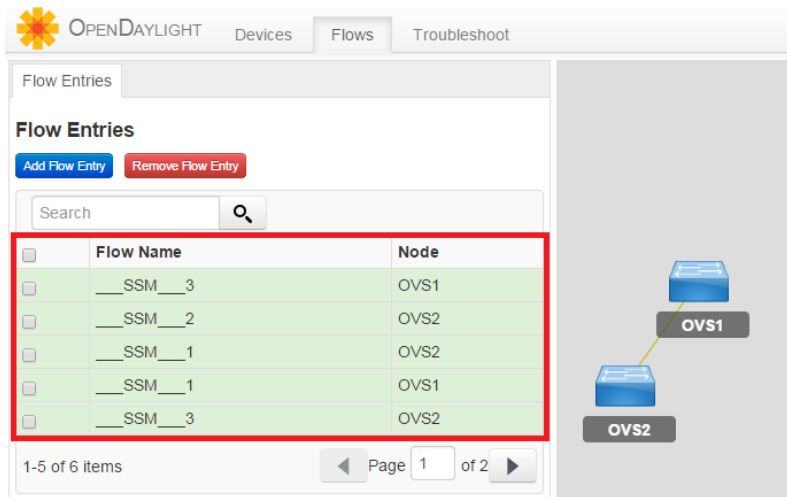 OPENDAYLIGHT Devices Flows Troubleshoot
Flow Entries
Flow Entries
Add Flow Entry Remove Flow Entry
Search
Flow Name Node
___SSM___3 OVS1
___SSM___2 OVS2
___SSM___1 OVS2
___SSM___1 OVS1
___SSM___3 OVS2
1-5 of 6 items Page 1 of 2
OVS1
OVS2